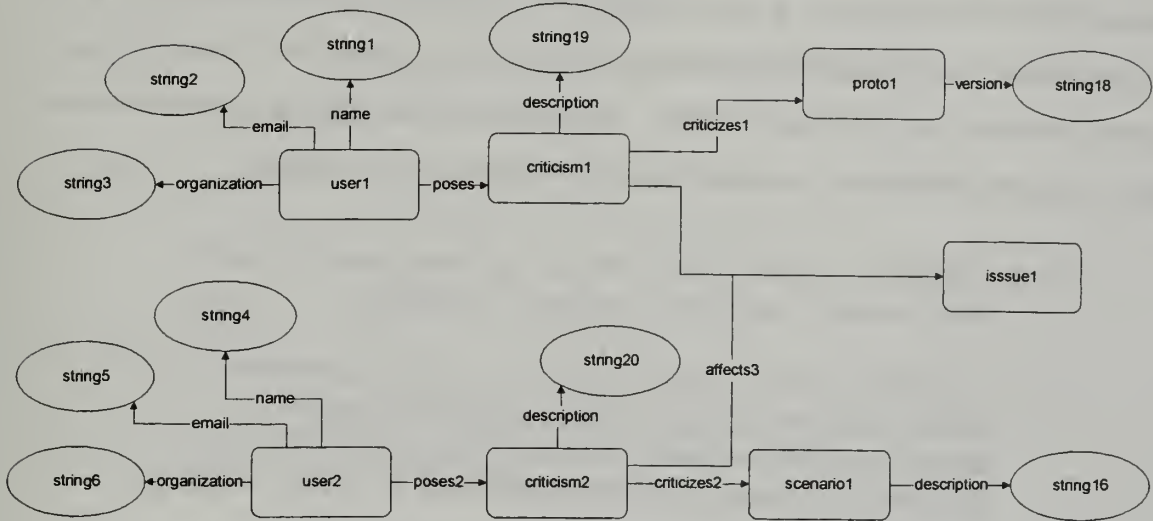 string19
string1
string2
proto1
version
string18
description
name
criticizes1
email
string3
organization
user1
poses
criticism1
isssue1
string4
string20
affects3
string5
name
description
email
string6
organization
user2
poses2
criticism2
criticizes2
scenario1
description
string16